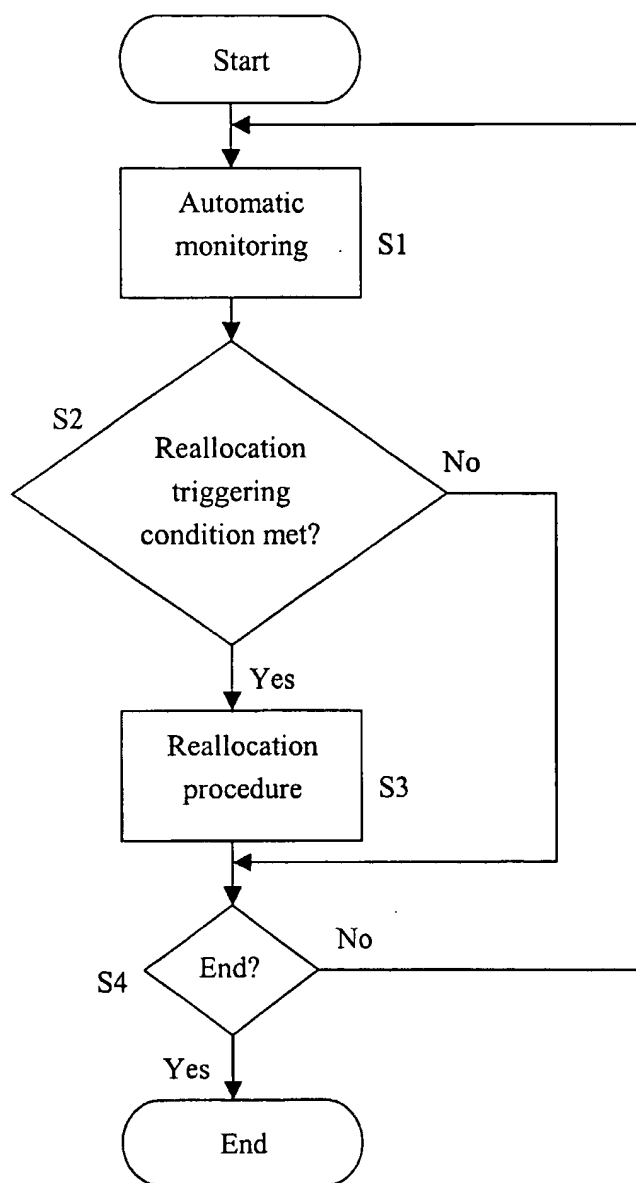 Start
Automatic
monitoring
S1
S2
Reallocation
triggering
condition met?
No
Yes
Reallocation
procedure
S3
No
End?
S4
Yes
End